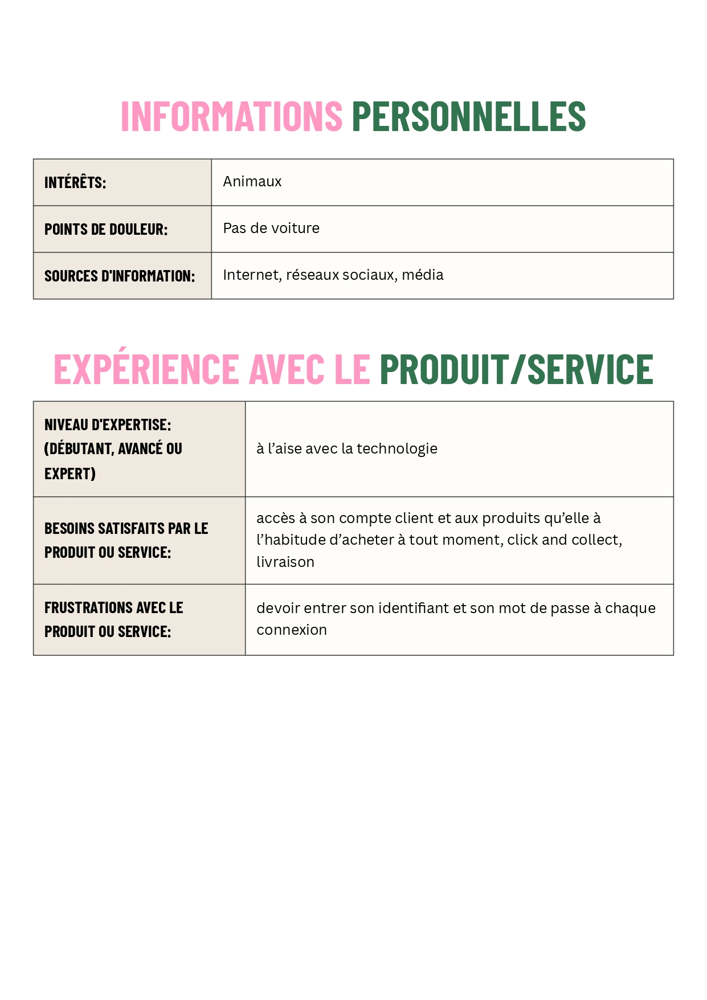 INFORMATIONS PERSONNELLES
INTÉRÊTS:
Animaux
POINTS DE DOULEUR:
Pas de voiture
SOURCES D'INFORMATION:
Internet, réseaux sociaux, média
EXPÉRIENCE AVEC LE PRODUIT/SERVICE
NIVEAU D'EXPERTISE:
(DÉBUTANT, AVANCÉ OU
EXPERT)
à l’aise avec la technologie
BESOINS SATISFAITS PAR LE
PRODUIT OU SERVICE:
accès à son compte client et aux produits qu’elle à
l’habitude d’acheter à tout moment, click and collect,
livraison
FRUSTRATIONS AVEC LE
PRODUIT OU SERVICE:
devoir entrer son identifiant et son mot de passe à chaque
connexion